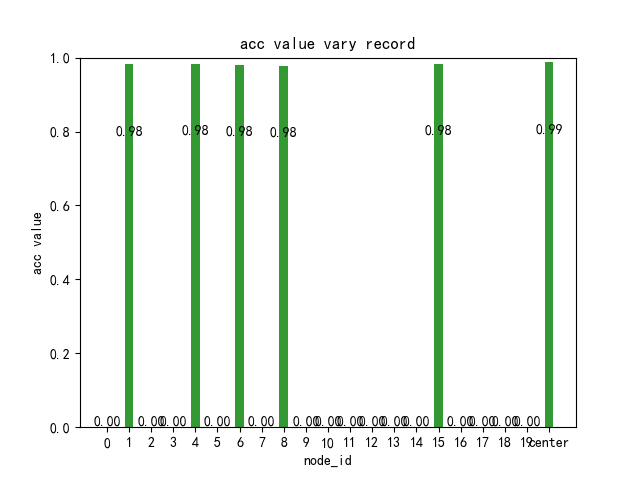 acc value vary record
1.0
0.8
0.6
0.4
0.2
0.0
acc value
0.98 0.98 0.98 0.98 0.98 0.99
0.00 0.00 0.00 0.00 0.00 0.00 0.00 0.00 0.00 0.00 0.00 0.00 0.00 0.00 0.00
0 1 2 3 4 5 6 7 8 9 10 11 12 13 14 15 16 17 18 19 center
node_id